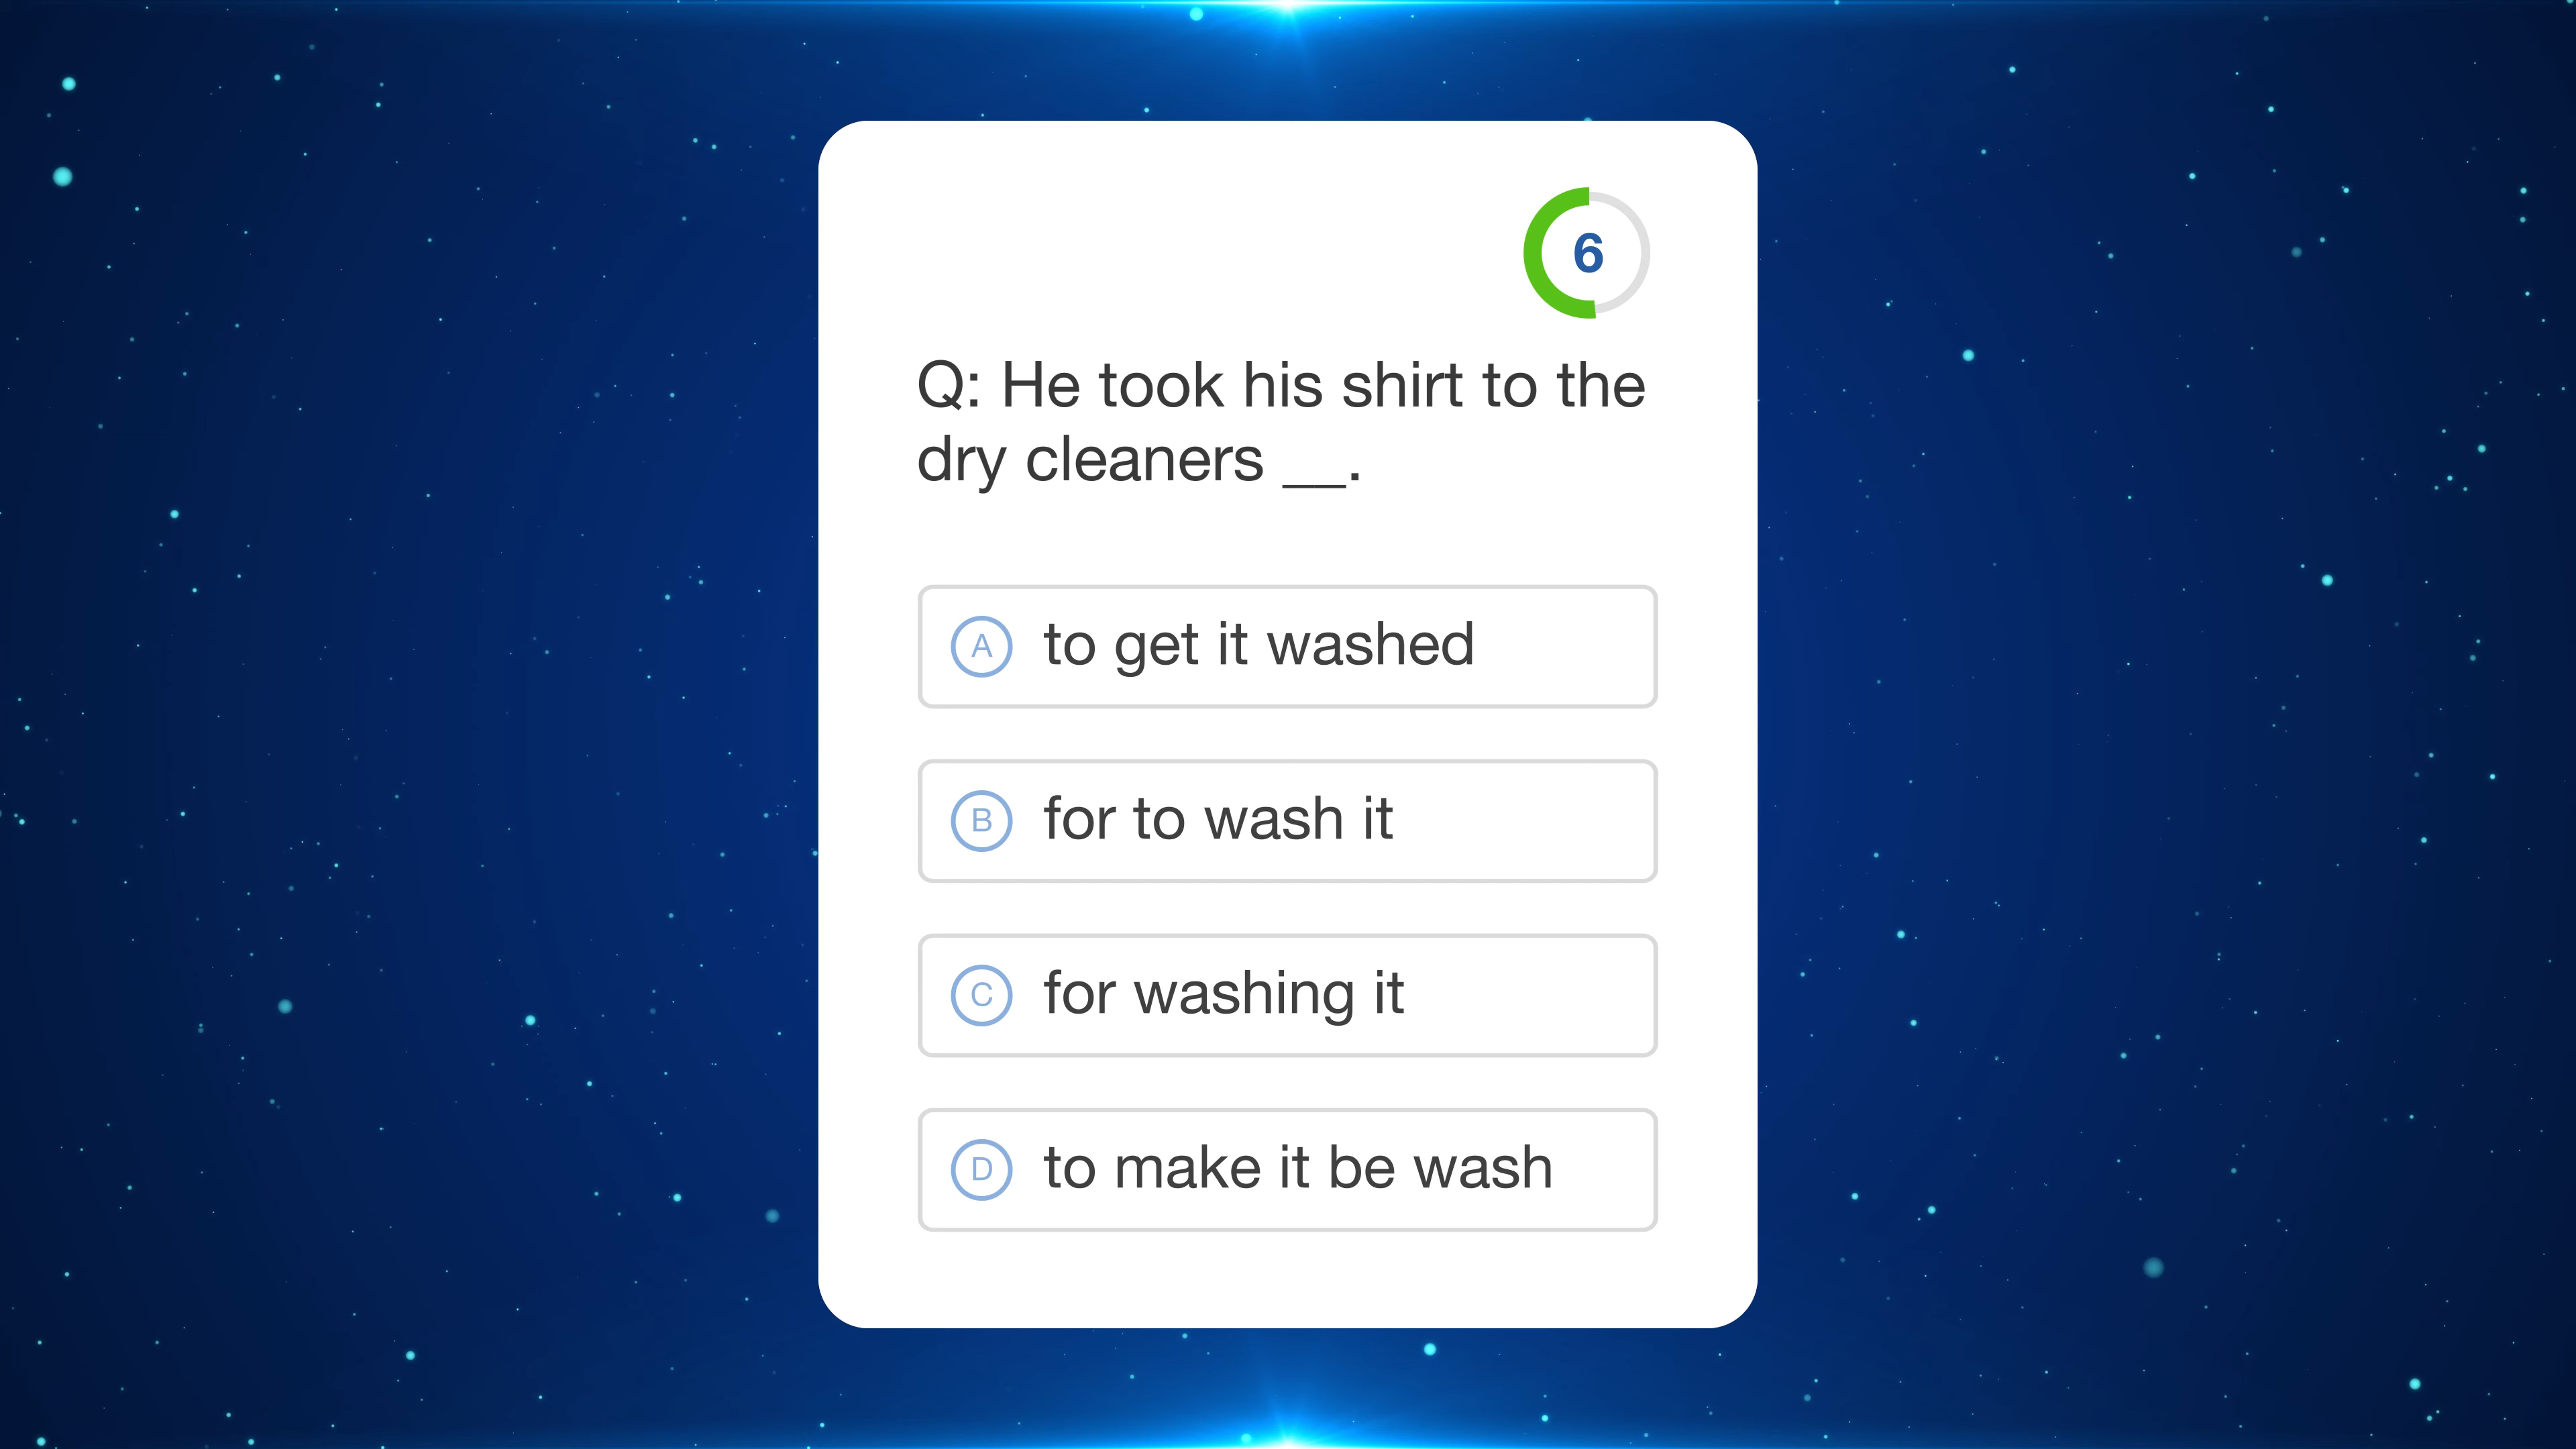 6
Q: He took his shirt to the
dry cleaners __.
A to get it washed
B for to wash it
C for washing it
D to make it be wash